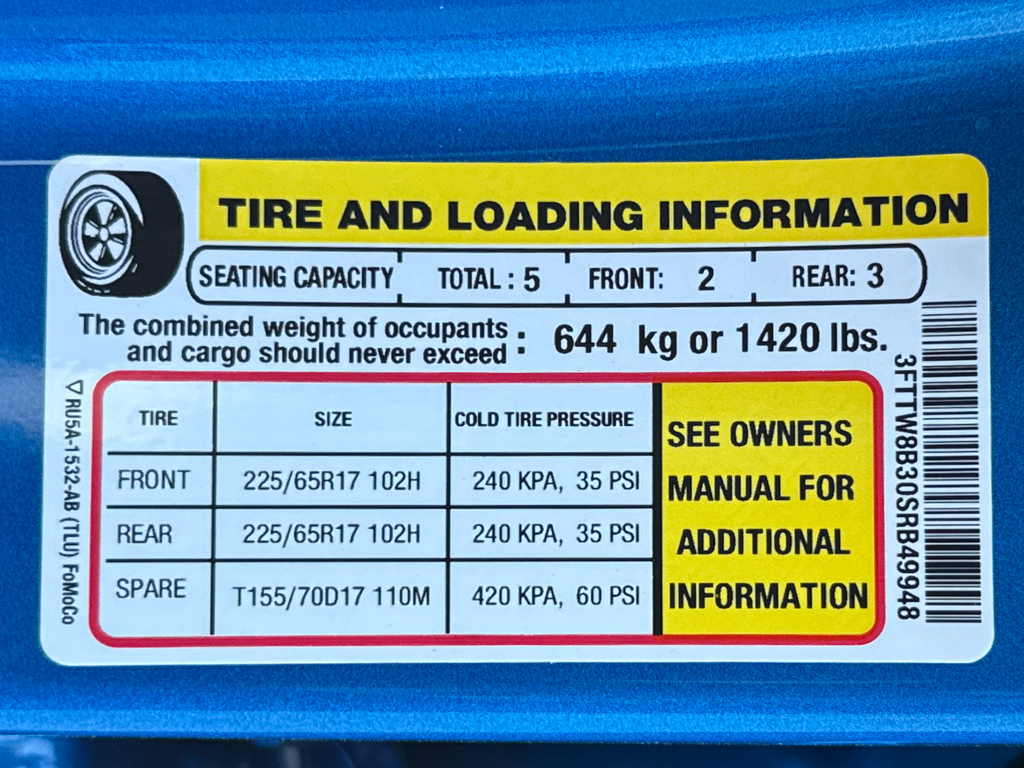 TIRE AND LOADING INFORMATION
SEATING CAPACITY TOTAL : 5 FRONT: 2 REAR: 3
The combined weight of occupants
and cargo should never exceed : 644 kg or 1420 lbs.
TIRE SIZE COLD TIRE PRESSURE
FRONT 225/65R17 102H 240 KPA, 35 PSI
REAR 225/65R17 102H 240 KPA, 35 PSI
SPARE T155/70D17 110M 420 KPA, 60 PSI
SEE OWNERS
MANUAL FOR
ADDITIONAL
INFORMATION
RU5A-1532-AB (TLU) FoMoCo
3FTTW8B30SRB49948